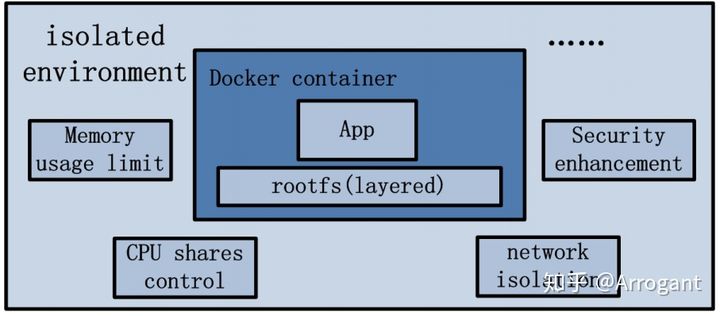 isolated
environment
......
Docker container
App
rootfs(layered)
Memory
usage limit
Security
enhancement
CPU shares
control
network
isolation
知乎 @Arrogant